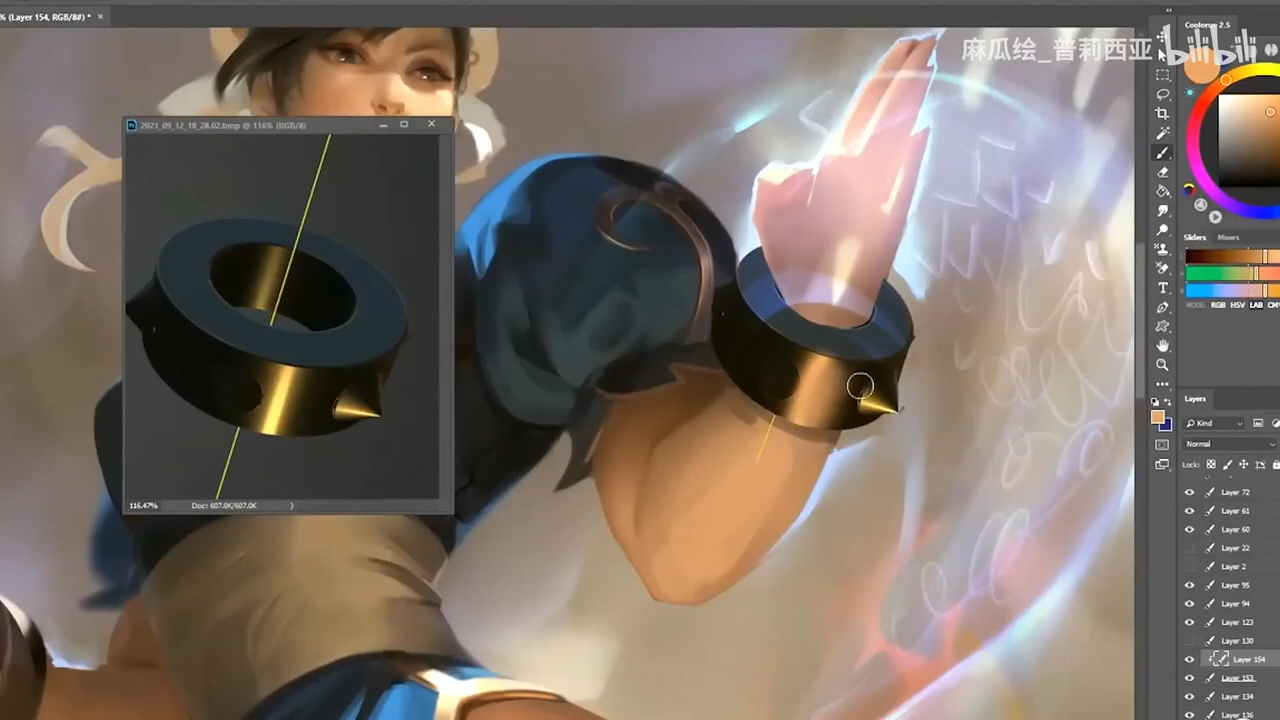 % (Layer 154, RGB/8#) *
Coolorus 2.5
麻瓜绘_普莉西亚 bilibili
2021_09_12_18_28.02.bmp @ 116% (RGB/8)
Sliders Mixers
RGB HSV LAB CM
116.47% Doc: 607.0K/607.0K
Layers
Kind
Normal
Lock:
Layer 72
Layer 61
Layer 60
Layer 22
Layer 2
Layer 95
Layer 94
Layer 123
Layer 130
Layer 154
Layer 153
Layer 134
Layer 136